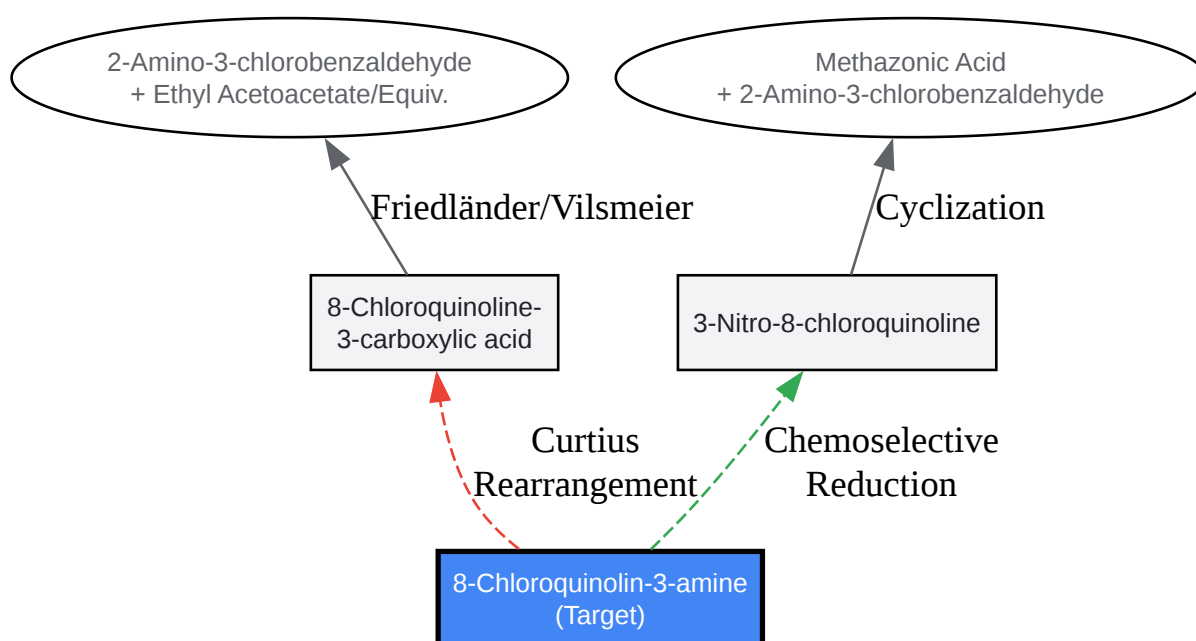 2-Amino-3-chlorobenzaldehyde
+ Ethyl Acetoacetate/Equiv.
Methazonic Acid
+ 2-Amino-3-chlorobenzaldehyde
Friedländer/Vilsmeier
Cyclization
8-Chloroquinoline-
3-carboxylic acid
3-Nitro-8-chloroquinoline
Curtius
Rearrangement
Chemoselective
Reduction
8-Chloroquinolin-3-amine
(Target)